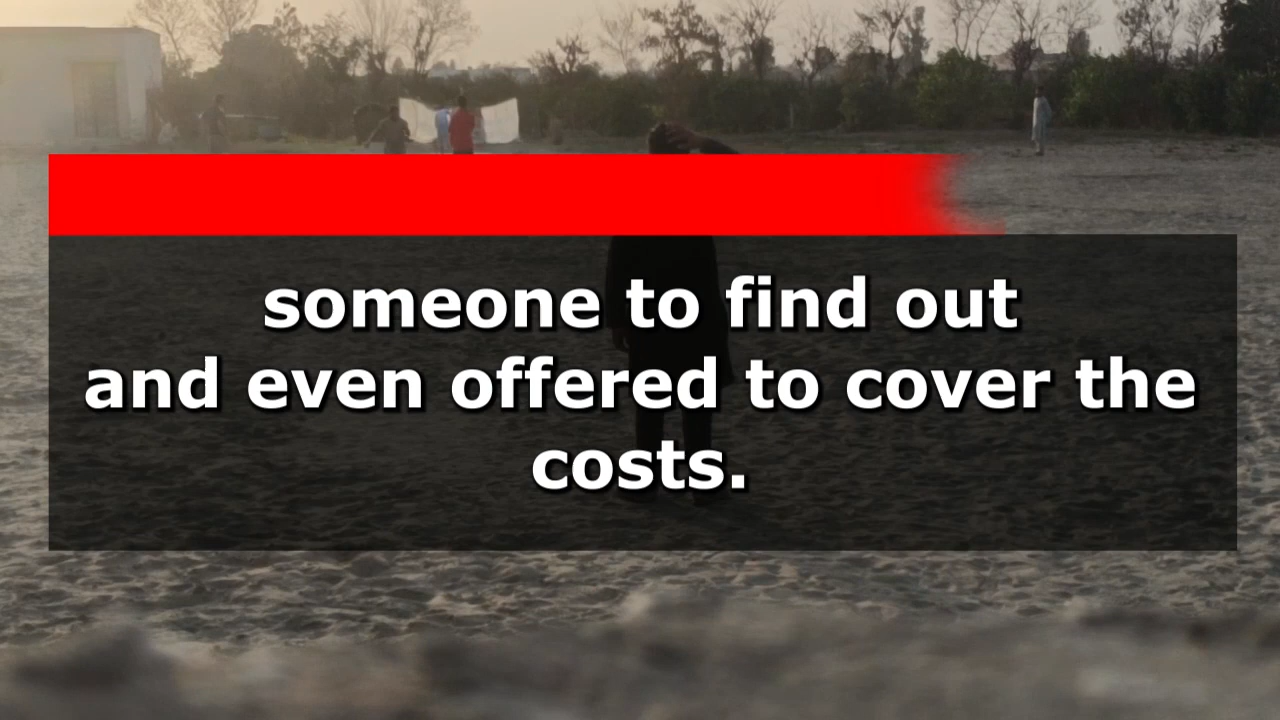 someone to find out
and even offered to cover the
costs.